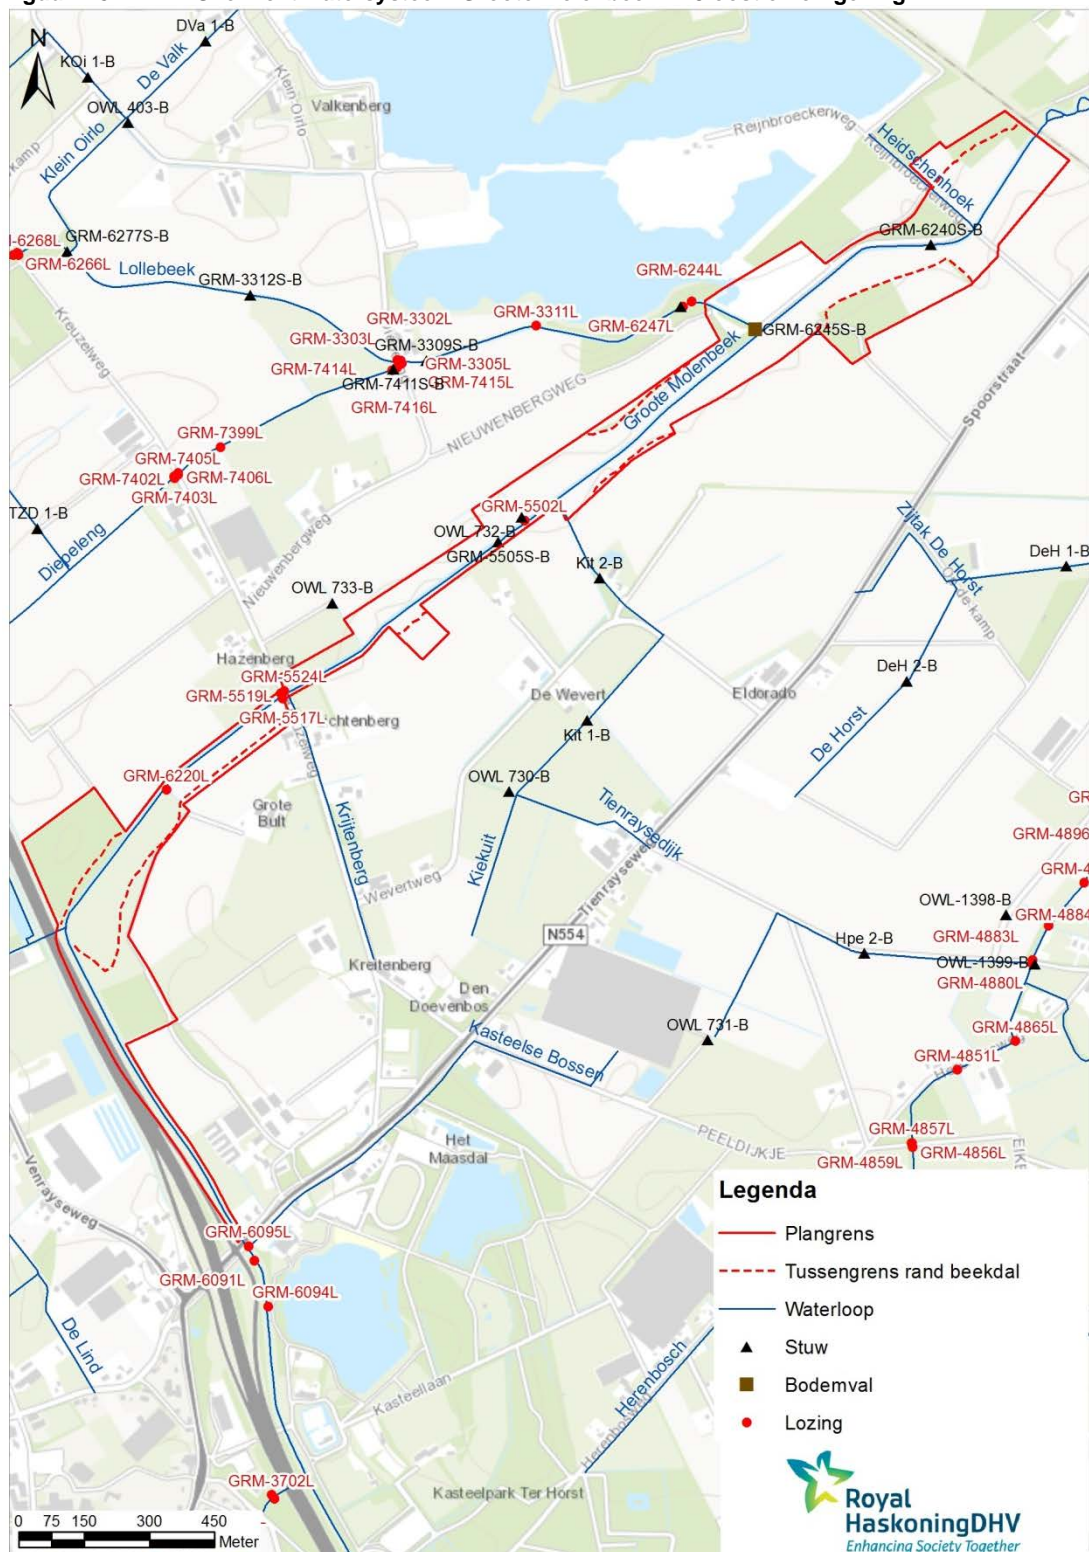 N
DVa 1-B
KOi 1-B
De Valk
OWL 403-B
Klein Oirlo
Klein Oirlo
Valkenberg
Reijnbroeckerweg
Heidschenhoek
Reijnbroeckerweg
GRM-6277S-B
GRM-6266L
Lollebeek
GRM-3312S-B
GRM-6240S-B
GRM-6244L
GRM-6247L
GRM-6245S-B
GRM-3302L
GRM-3303L
GRM-3311L
GRM-3309S-B
GRM-7414L
GRM-3305L
GRM-7411S-B
GRM-7415L
GRM-7416L
Kreuzelweg
NIEUWENBERGWEG
Groote Molenbeek
Spoorstraat
GRM-7399L
GRM-7405L
GRM-7402L
GRM-7406L
GRM-7403L
TZD 1-B
Diepeleng
Nieuwenbergweg
GRM-5502L
OWL 732-B
GRM-5505S-B
OWL 733-B
Kit 2-B
Zijtak De Horst
DeH 1-B
Hazenberg
GRM-5524L
GRM-5519L
GRM-5517L
De Wevert
Eldorado
DeH 2-B
De Horst
Kit 1-B
GRM-6220L
OWL 730-B
Grote
Bult
Krijtenberg
Kiekuit
Tienraysedijk
Wevertweg
Tienrayseweg
N554
GRM-4896
OWL-1398-B
GRM-4884
GRM-4883L
Hpe 2-B
OWL-1399-B
GRM-4880L
Kreitenberg
Den
Doevenbos
Kasteelse Bossen
OWL 731-B
GRM-4865L
GRM-4851L
Het
Maasdal
PEELDIJKJE
GRM-4857L
GRM-4859L
GRM-4856L
Venrayseweg
GRM-6095L
GRM-6091L
GRM-6094L
De Lind
Kasteellaan
Herenbosch
Herenbosweg
GRM-3702L
Kasteelpark Ter Horst
Legenda
Plangrens
Tussengrens rand beekdal
Waterloop
Stuw
Bodemval
Lozing
0 75 150 300 450
Meter
Royal
HaskoningDHV
Enhancing Society Together